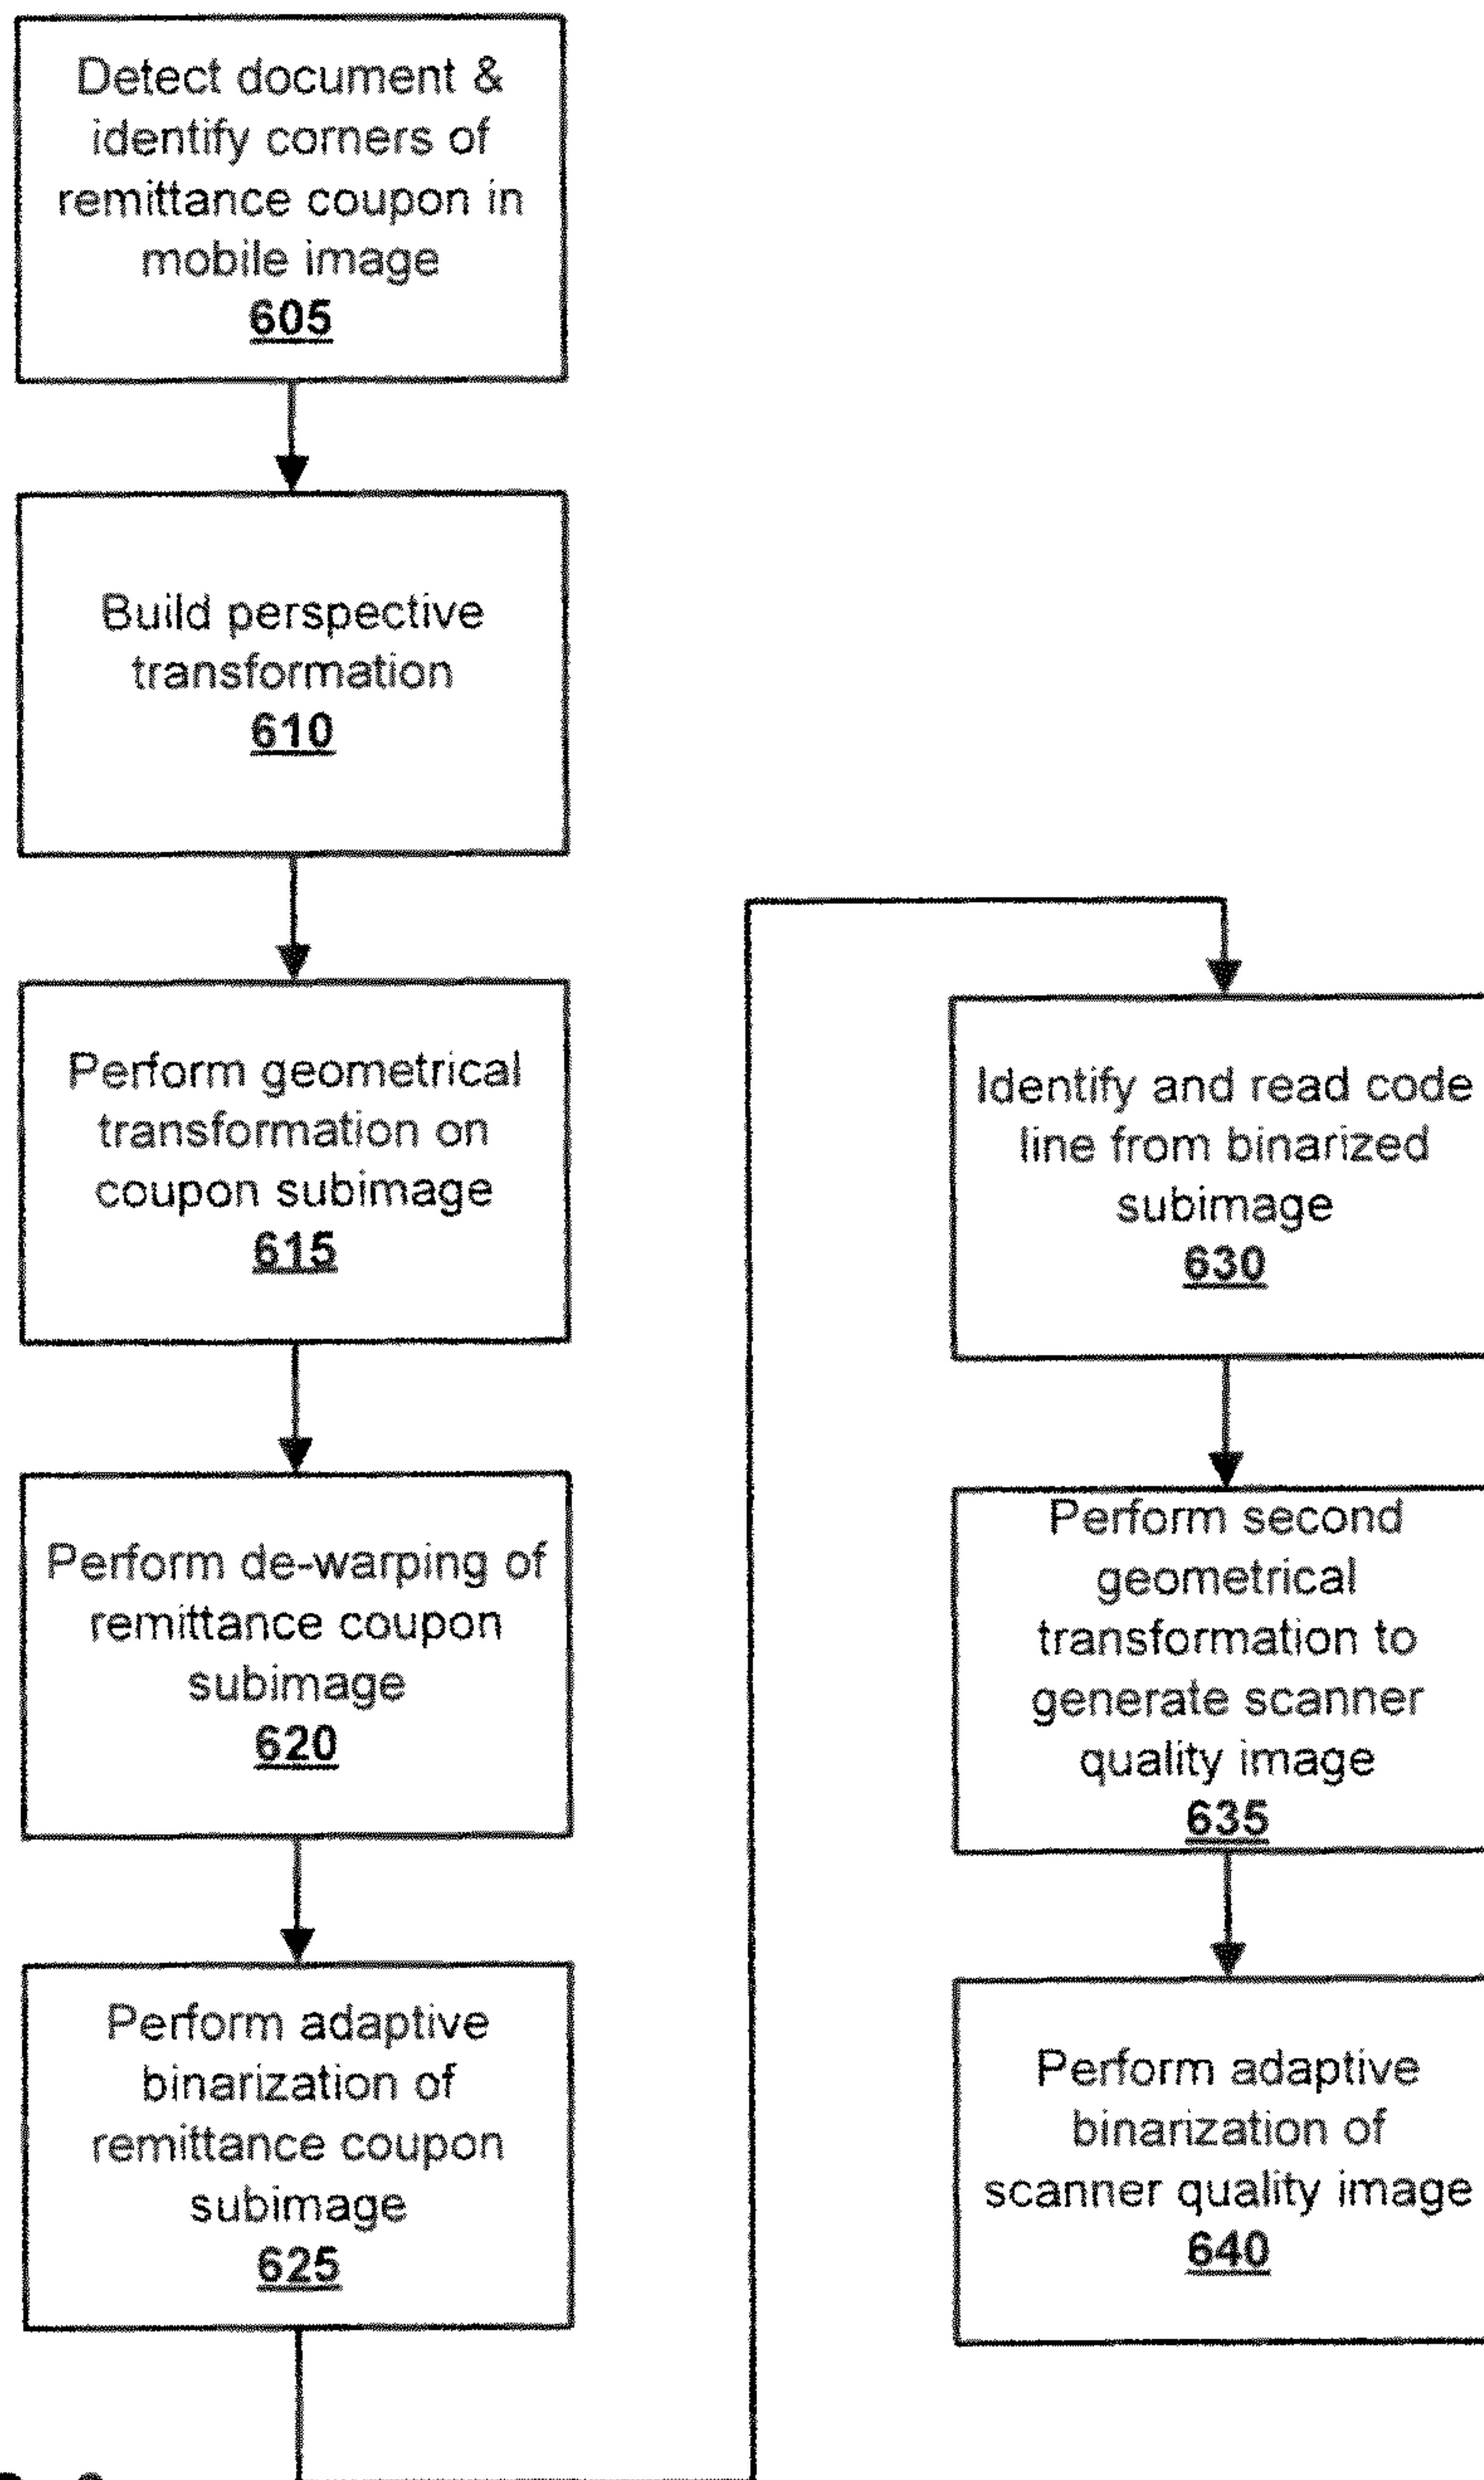 Detect document &
identify corners of
remittance coupon in
mobile image
605
Build perspective
transformation
610
Perform geometrical
transformation on
coupon subimage
615
Perform de-warping of
remittance coupon
subimage
620
Perform adaptive
binarization of
remittance coupon
subimage
625
Identify and read code
line from binarized
subimage
630
Perform second
geometrical
transformation to
generate scanner
quality image
635
Perform adaptive
binarization of
scanner quality image
640